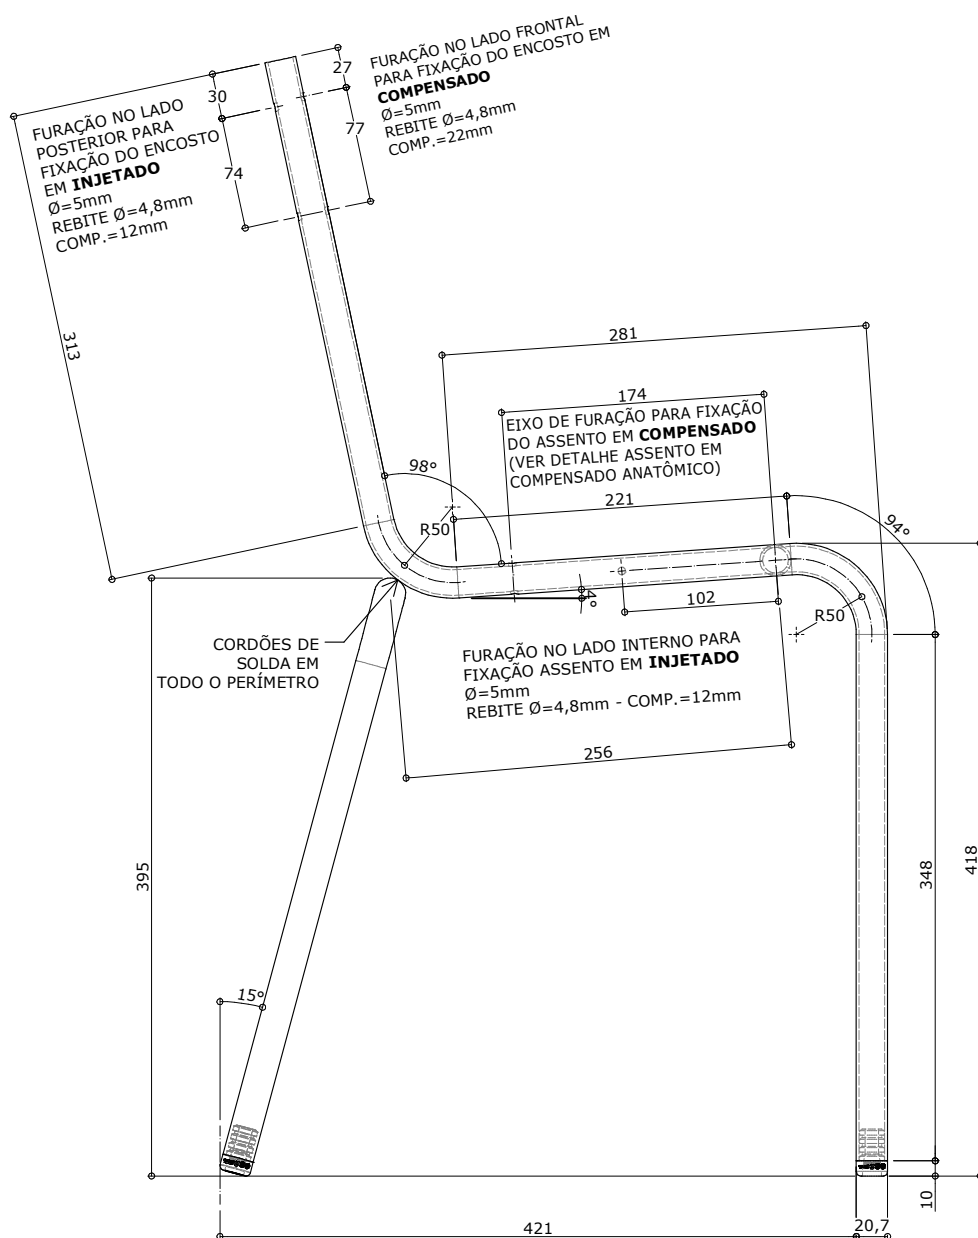 FURAÇÃO NO LADO FRONTAL
PARA FIXAÇÃO DO ENCOSTO EM
COMPENSADO
Ø=5mm
REBITE Ø=4,8mm
COMP.=22mm
27
77
30
74
FURAÇÃO NO LADO
POSTERIOR PARA
FIXAÇÃO DO ENCOSTO
EM INJETADO
Ø=5mm
REBITE Ø=4,8mm
COMP.=12mm
313
281
174
EIXO DE FURAÇÃO PARA FIXAÇÃO
DO ASSENTO EM COMPENSADO
(VER DETALHE ASSENTO EM
COMPENSADO ANATÔMICO)
98°
221
94°
R50
4°
102
R50
CORDÕES DE
SOLDA EM
TODO O PERÍMETRO
FURAÇÃO NO LADO INTERNO PARA
FIXAÇÃO ASSENTO EM INJETADO
Ø=5mm
REBITE Ø=4,8mm - COMP.=12mm
256
395
348
418
15°
10
421
20,7